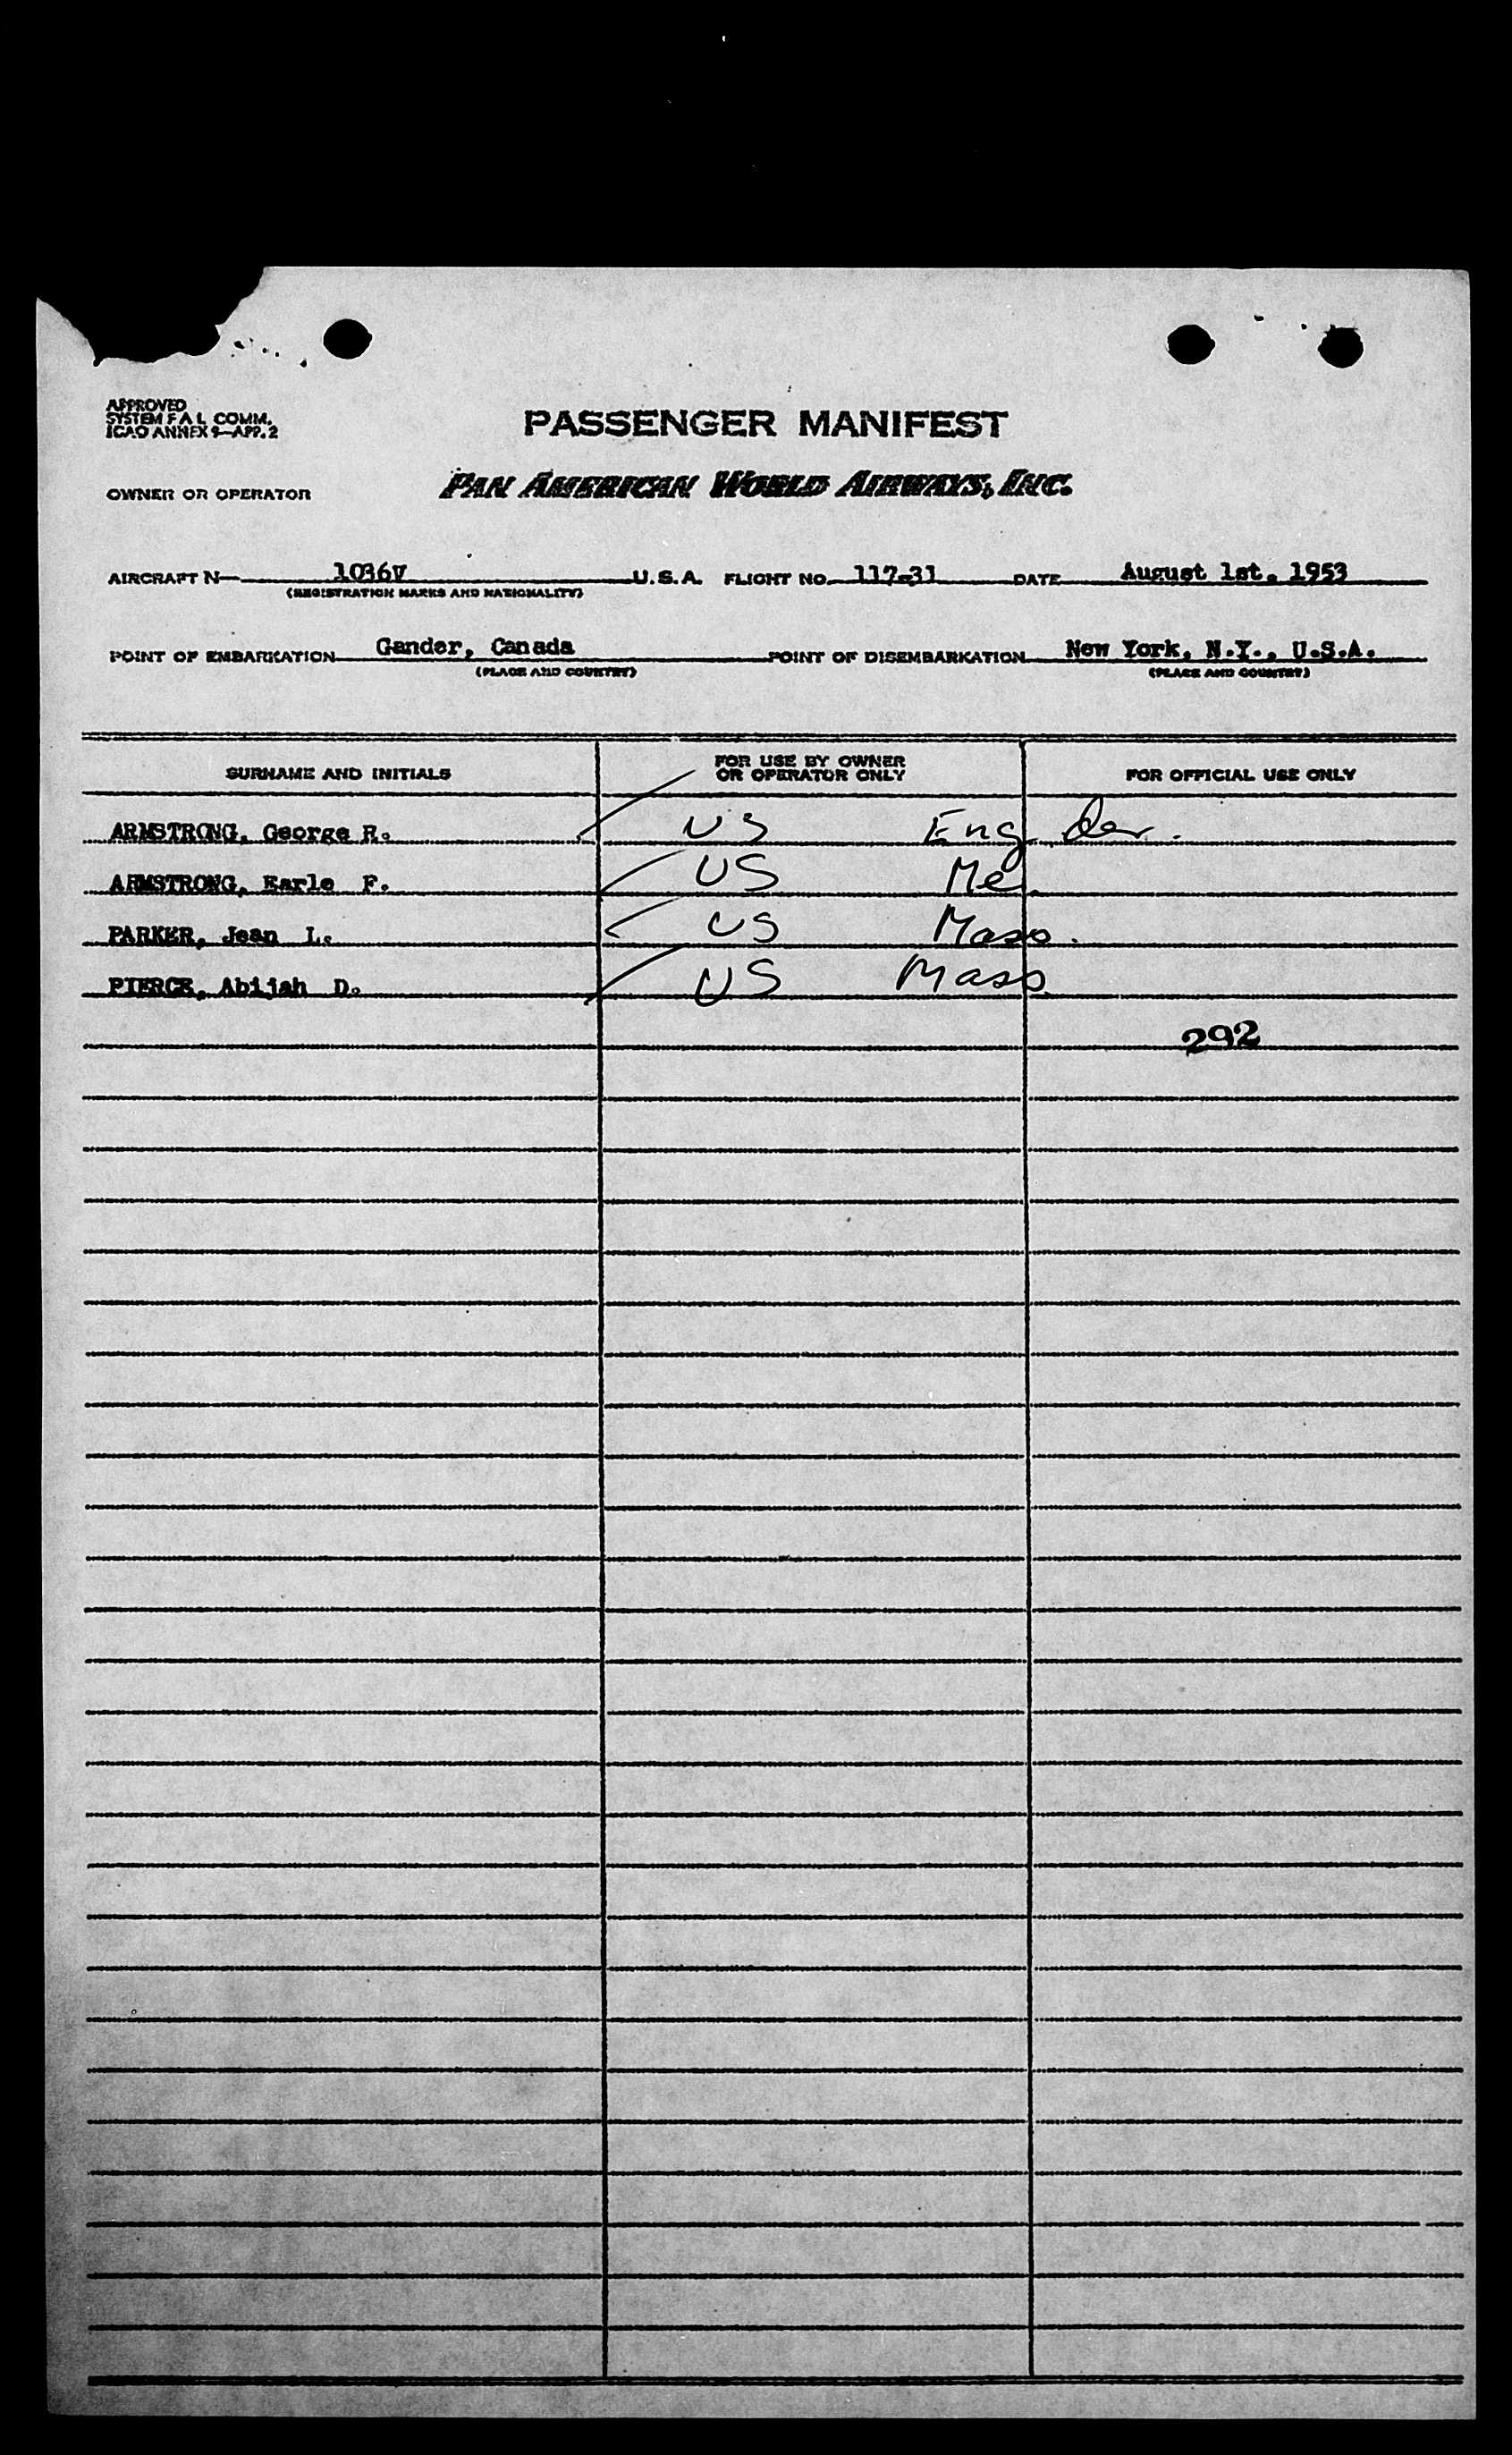 APPROVED
SYSTEM F A L COMM.
ICAO ANNEX 9—APP. 2
PASSENGER MANIFEST
OWNER OR OPERATOR PAN AMERICAN WORLD AIRWAYS, INC.
AIRCRAFT N— 1036V U.S.A. FLIGHT NO. 117-31 DATE August 1st. 1953
(REGISTRATION MARKS AND NATIONALITY)
POINT OF EMBARKATION Gander, Canada POINT OF DISEMBARKATION New York, N.Y., U.S.A.
(PLACE AND COUNTRY) (PLACE AND COUNTRY)
SURNAME AND INITIALS FOR USE BY OWNER OR OPERATOR ONLY FOR OFFICIAL USE ONLY
ARMSTRONG, George R. US Eng
ARMSTRONG, Earle F. US Me
PARKER, Jean L. US Mass.
PIERCE, Abijah D. US Mass
292